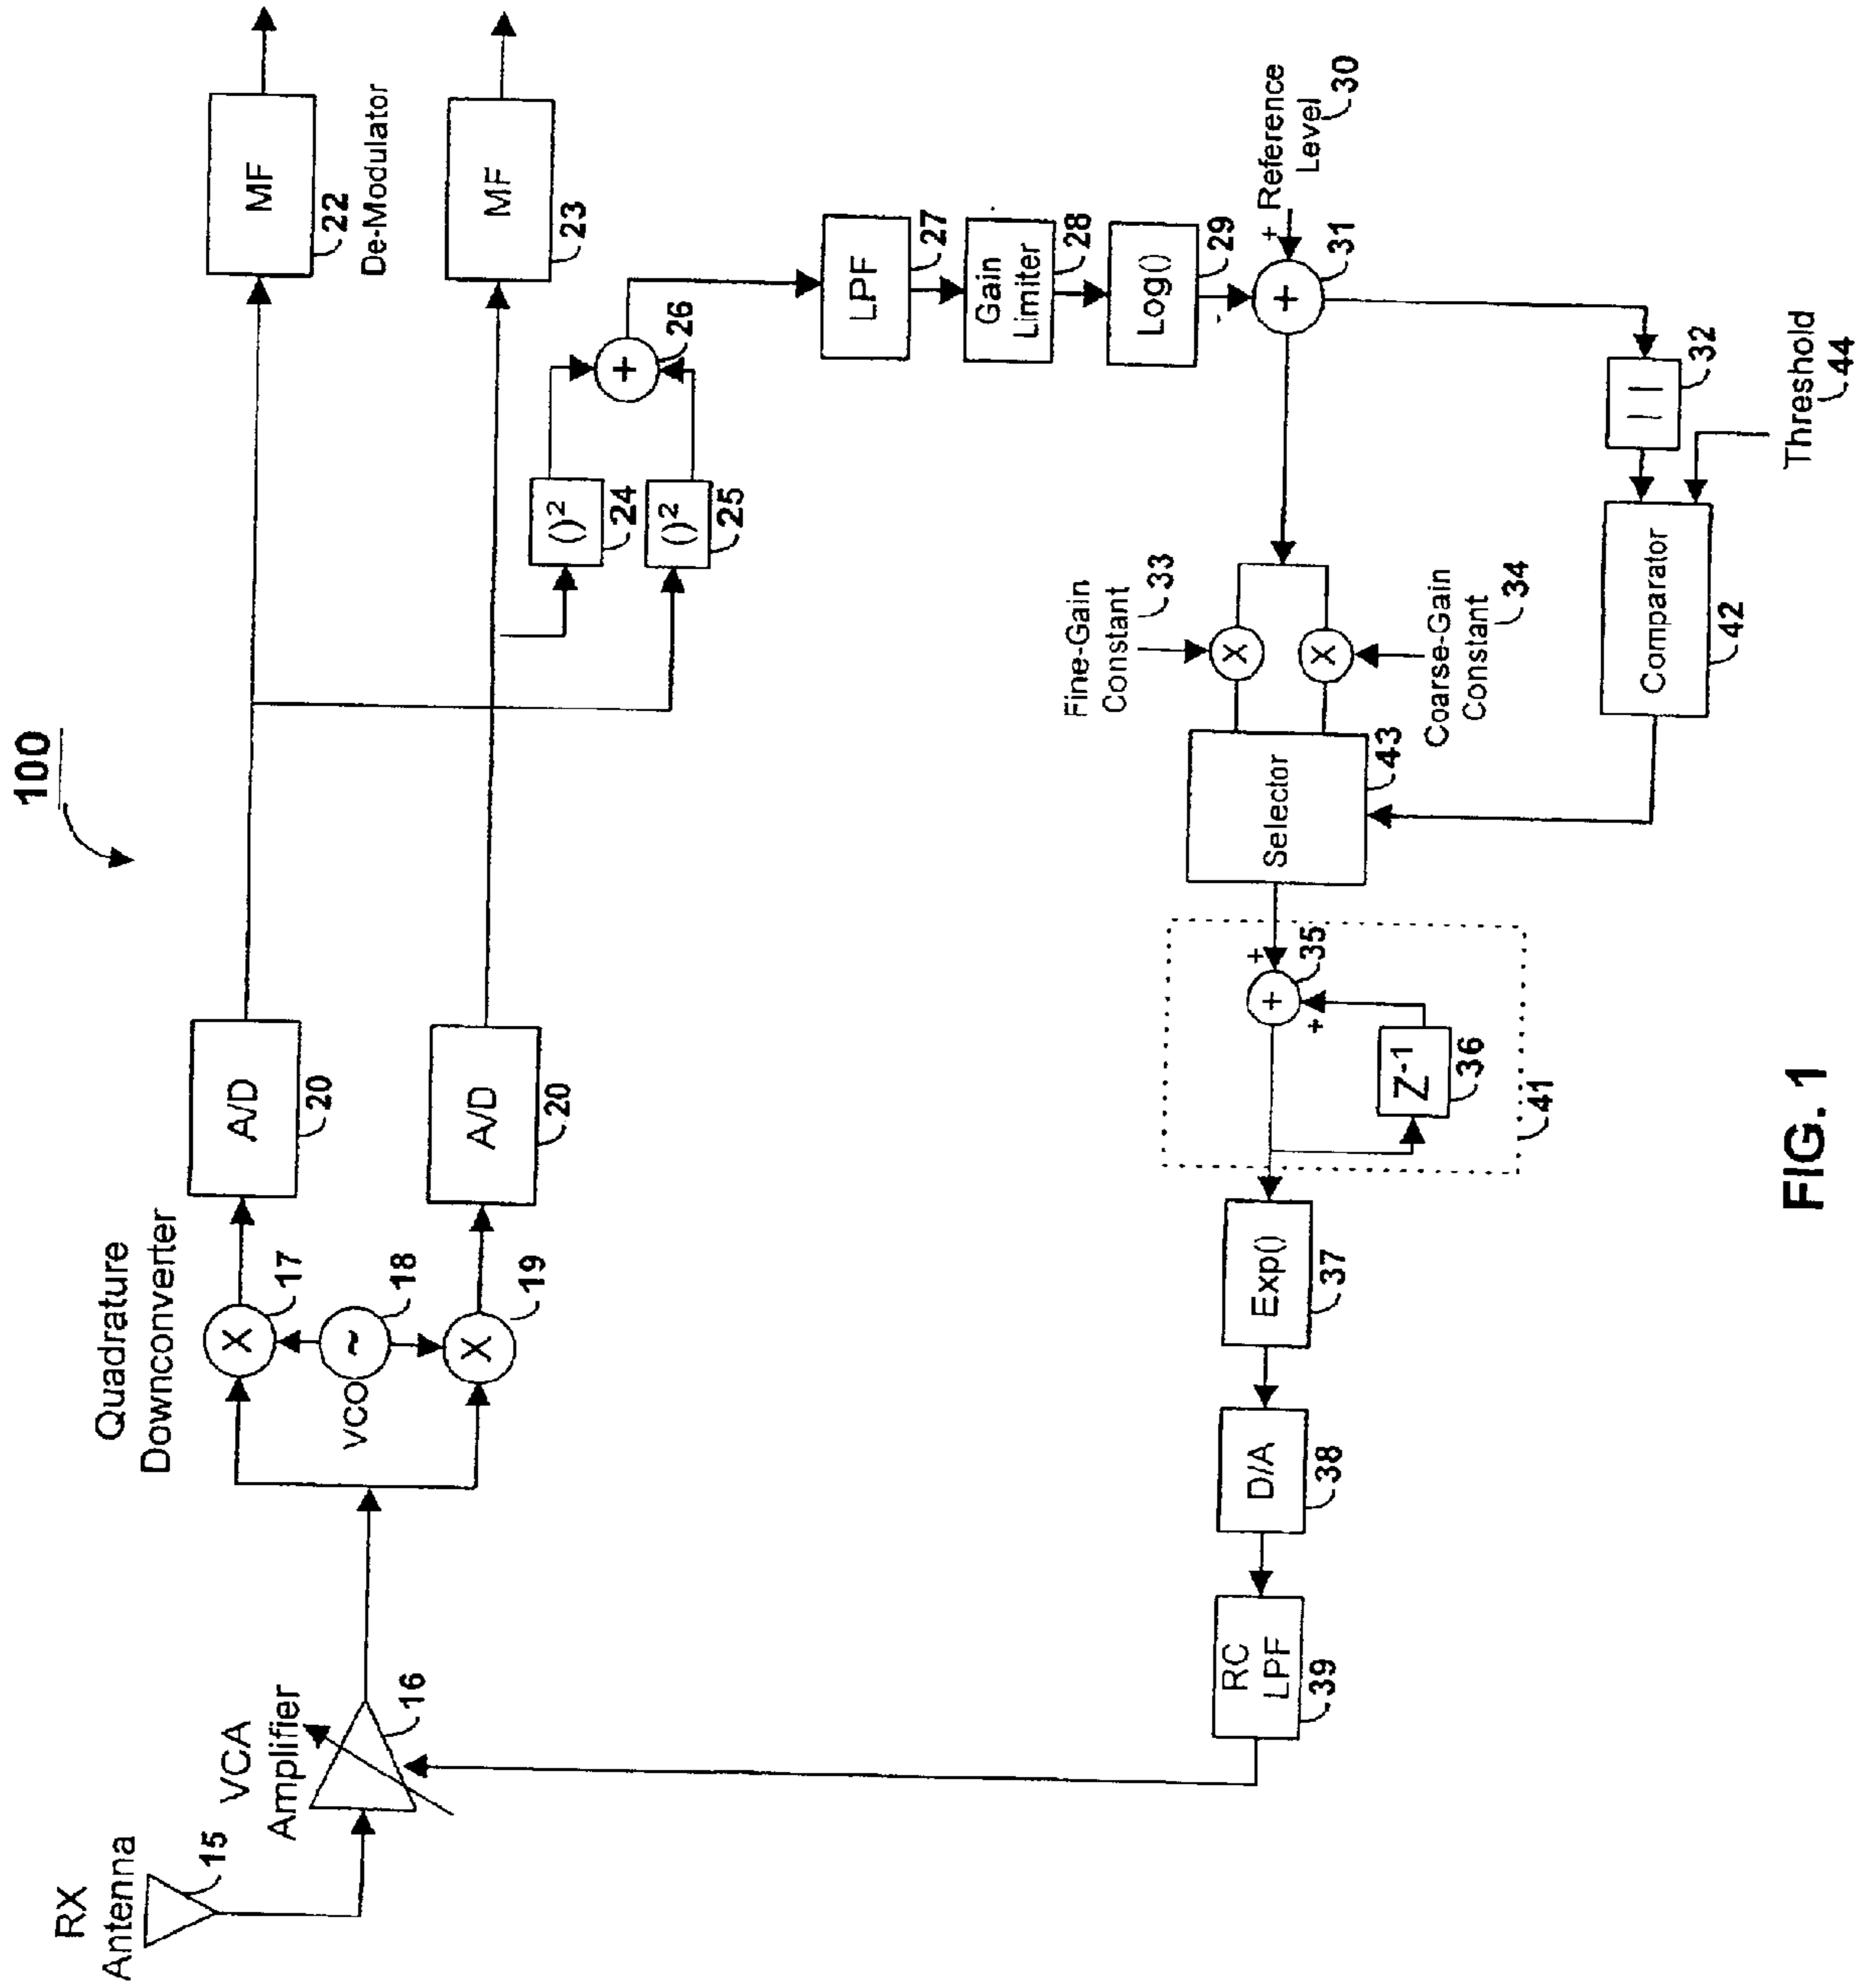 100
RX
Antenna
15
VCA
Amplifier
16
Quadrature
Downconverter
X
17
VCO
~
18
X
19
A/D
20
A/D
20
MF
22
De-Modulator
MF
23
()2
24
()2
25
+
26
LPF
27
Gain
Limiter
28
Log()
29
-
+
Reference
Level
30
+
31
| |
32
Threshold
44
Comparator
42
Fine-Gain
Constant
33
X
X
Coarse-Gain
Constant
34
Selector
43
+
+
35
+
Z-1
36
41
Exp()
37
D/A
38
RC
LPF
39
FIG. 1